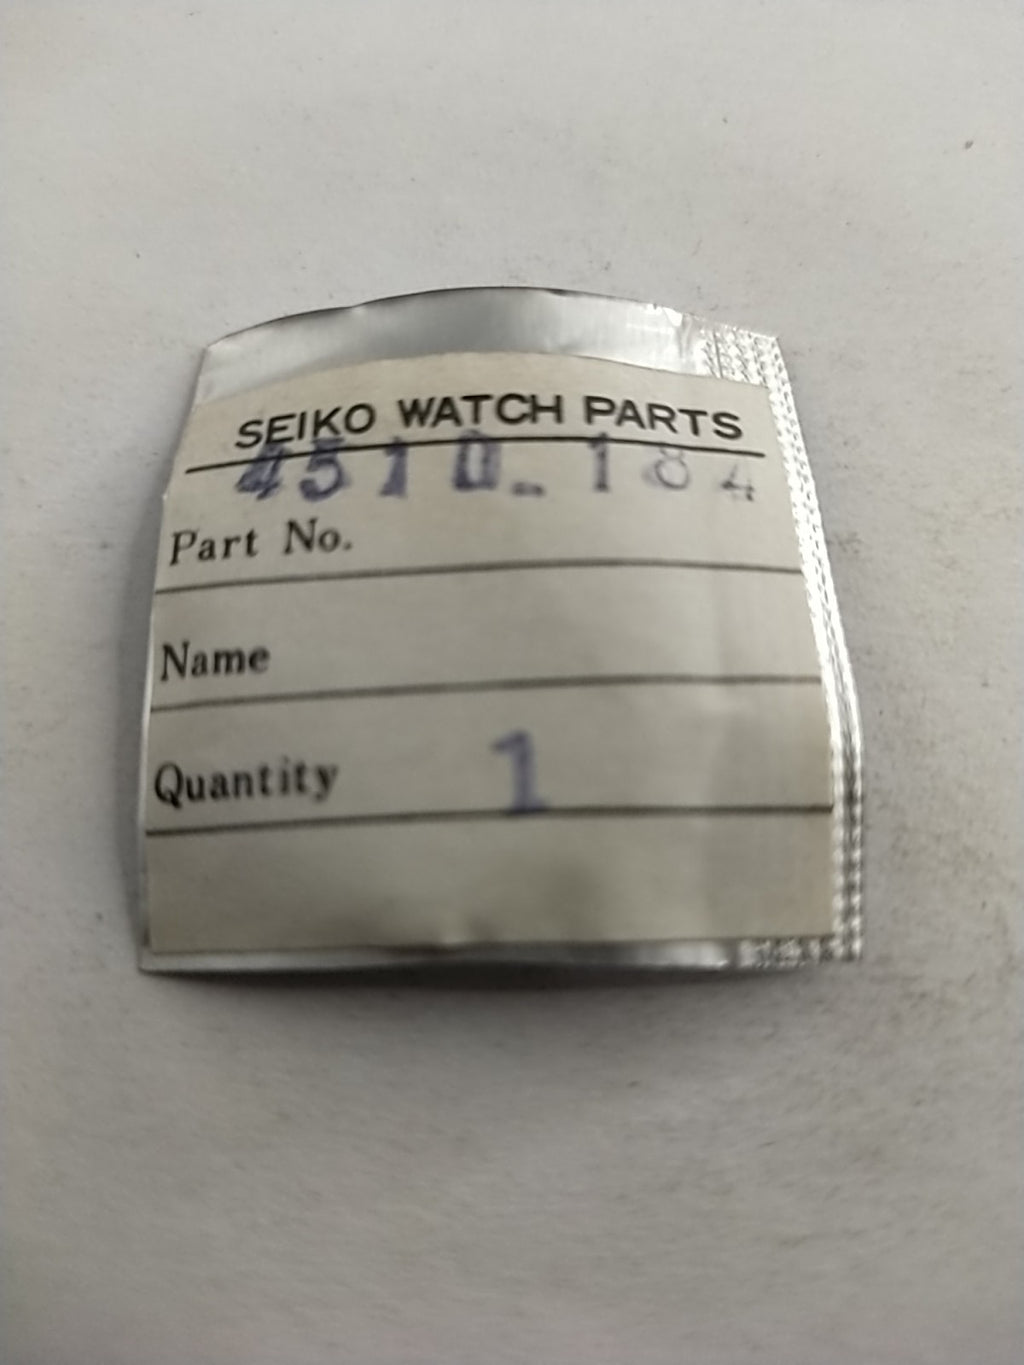 SEIKO WATCH PARTS
4510-184
Part No.
Name
Quantity 1